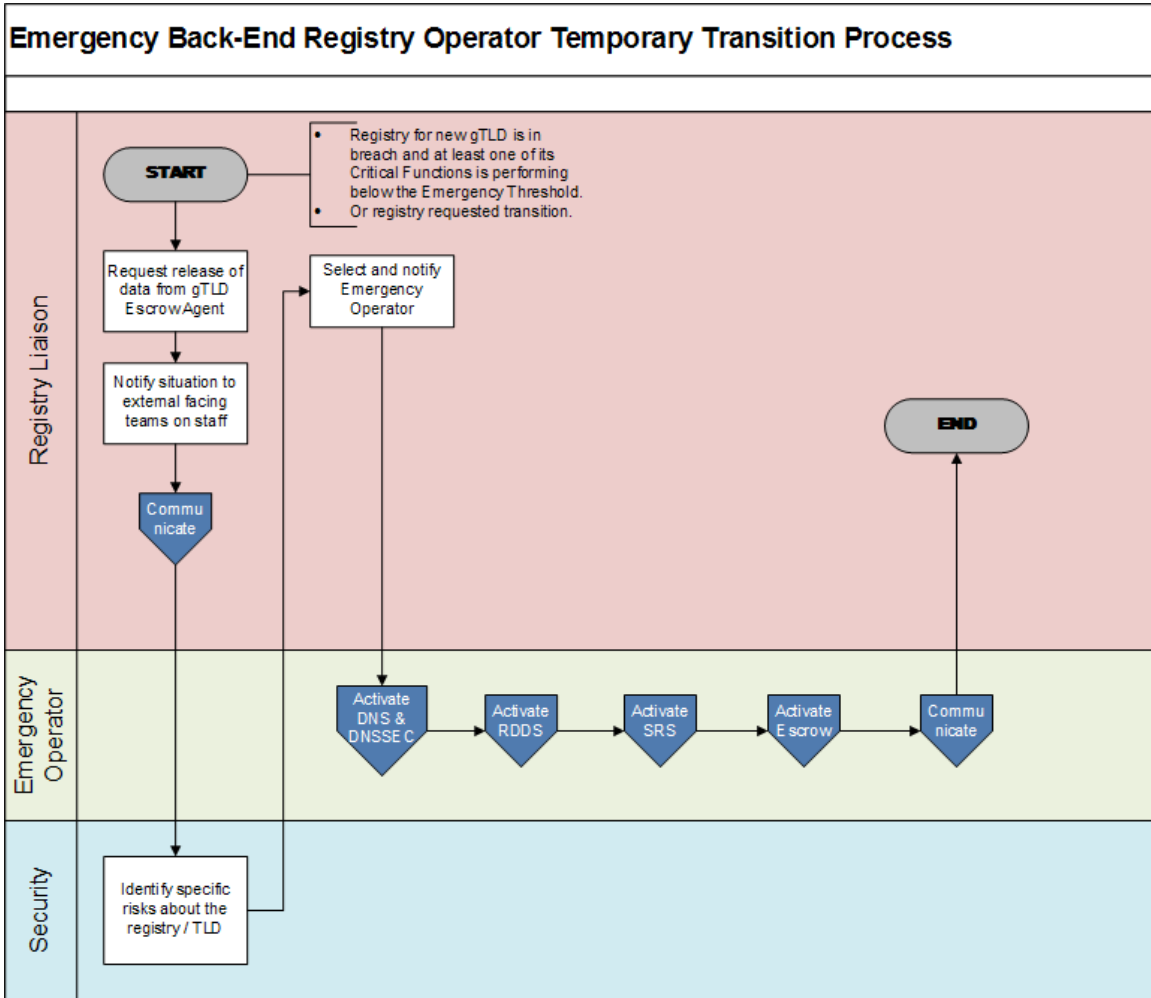 Emergency Back-End Registry Operator Temporary Transition Process
Registry Liaison
START
• Registry for new gTLD is in
breach and at least one of its
Critical Functions is performing
below the Emergency Threshold.
• Or registry requested transition.
Request release of
data from gTLD
Escrow Agent
Notify situation to
external facing
teams on staff
Commu
nicate
Select and notify
Emergency
Operator
END
Emergency
Operator
Activate
DNS &
DNSSEC
Activate
RDDS
Activate
SRS
Activate
Escrow
Commu
nicate
Security
Identify specific
risks about the
registry / TLD